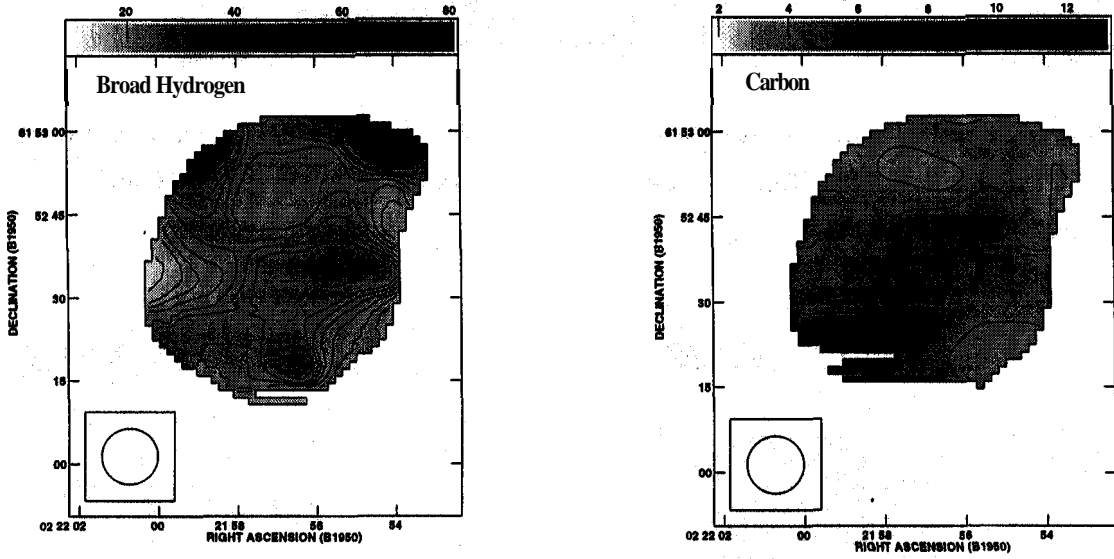 20 40 60 80
Broad Hydrogen
61 53 00
52 45
30
15
00
DECLINATION (B1950)
02 22 02 00 21 58 56 54
RIGHT ASCENSION (B1950)
2 4 6 8 10 12
Carbon
61 53 00
52 45
30
15
00
DECLINATION (B1950)
02 22 02 00 21 58 56 54
RIGHT ASCENSION (B1950)